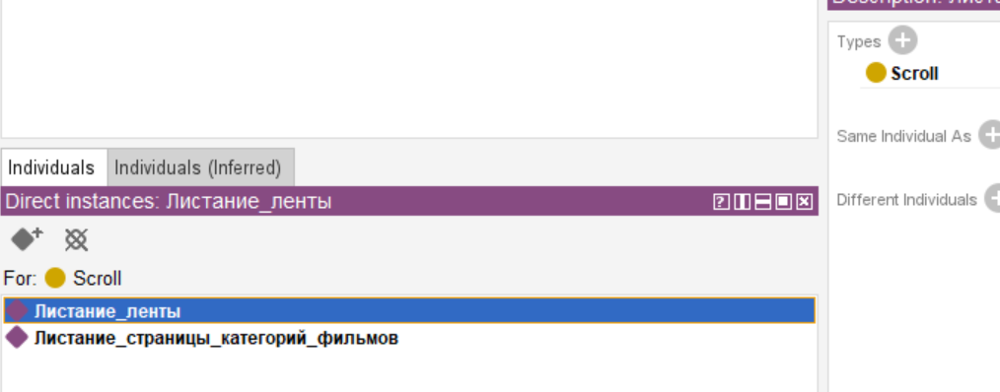 Types
Scroll
Same Individual As
Different Individuals
Individuals Individuals (Inferred)
Direct instances: Листание_ленты
For: Scroll
Листание_ленты
Листание_страницы_категорий_фильмов